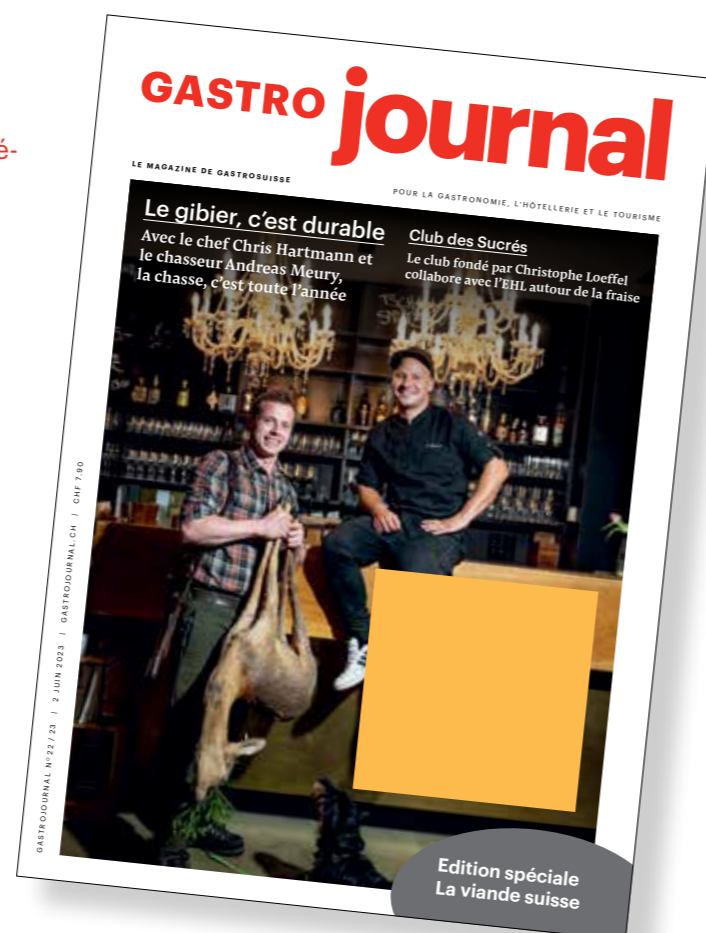 é-
GASTRO journal
LE MAGAZINE DE GASTROSUISSE
POUR LA GASTRONOMIE, L'HÔTELLERIE ET LE TOURISME
Le gibier, c'est durable
Avec le chef Chris Hartmann et
le chasseur Andreas Meury,
la chasse, c'est toute l'année
Club des Sucrés
Le club fondé par Christophe Loeffel
collabore avec l'EHL autour de la fraise
GASTROJOURNAL Nº 22 / 23 | 2 JUIN 2023 | GASTROJOURNAL.CH | CHF 7.90
Edition spéciale
La viande suisse